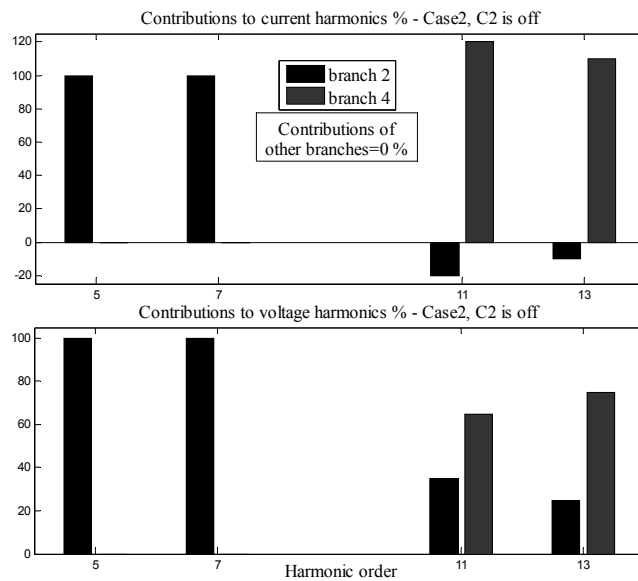 Contributions to current harmonics % - Case2, C2 is off
120
100
80
60
40
20
0
-20
branch 2
branch 4
Contributions of
other branches=0 %
5 7 11 13
Contributions to voltage harmonics % - Case2, C2 is off
100
80
60
40
20
0
5 7 11 13
Harmonic order